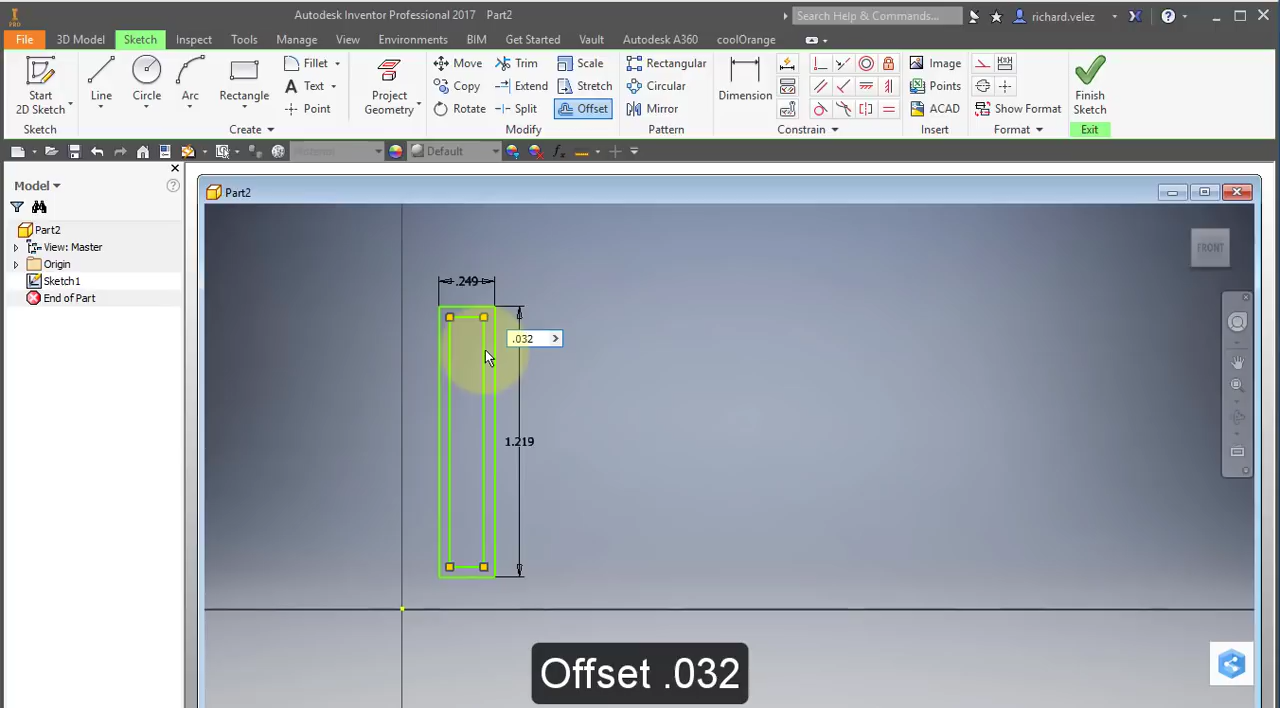 PRO
Autodesk Inventor Professional 2017 Part2
Search Help & Commands...
richard.velez
File 3D Model Sketch Inspect Tools Manage View Environments BIM Get Started Vault Autodesk A360 coolOrange
Start
2D Sketch
Sketch
Line
Circle
Arc
Rectangle
Fillet
Text
Point
Create
Project
Geometry
Move
Trim
Scale
Copy
Extend
Stretch
Rotate
Split
Offset
Modify
Rectangular
Circular
Mirror
Pattern
Dimension
Constrain
Image
Points
ACAD
Insert
Show Format
Format
Finish
Sketch
Exit
Default
Model
Part2
View: Master
Origin
Sketch1
End of Part
Part2
FRONT
.249
.032
1.219
Offset .032